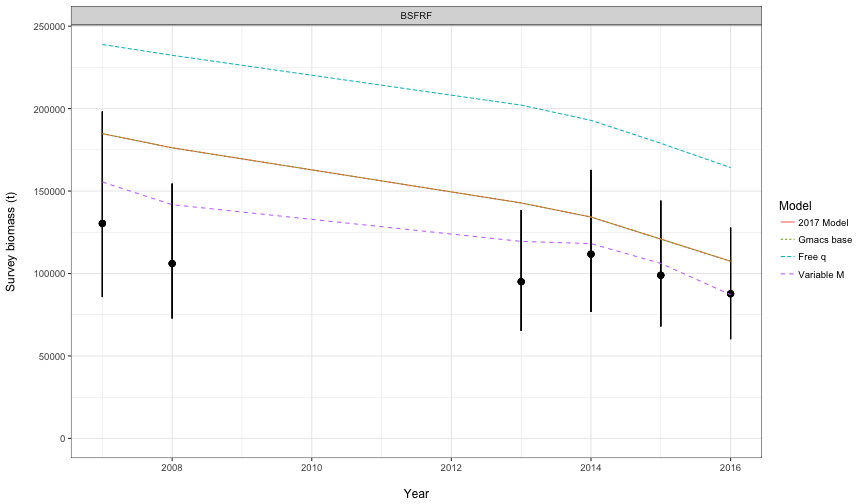 BSFRF
250000
200000
150000
100000
50000
0
Survey biomass (t)
2008
2010
2012
2014
2016
Year
Model
2017 Model
Gmacs base
Free q
Variable M